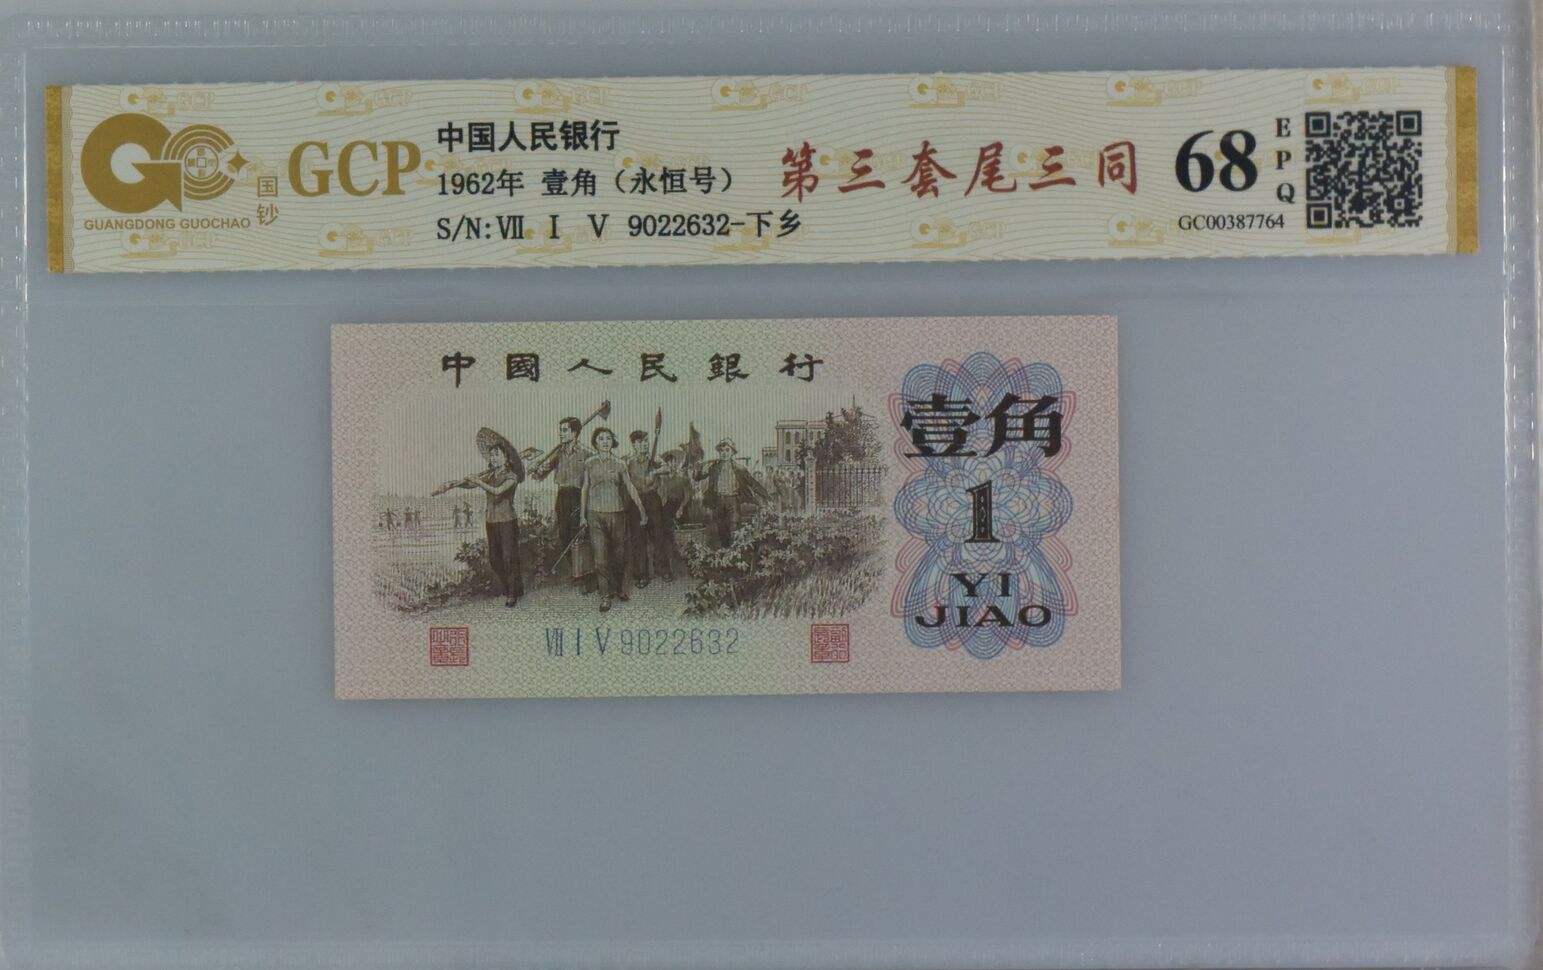 GUANGDONG GUOCHAO
国钞
GCP
中国人民银行
1962年 壹角（永恒号）
S/N:Ⅶ Ⅰ Ⅴ 9022632-下乡
第三套尾三同
68
EPQ
GC00387764
中國人民銀行
壹角
1
YI
JIAO
Ⅶ Ⅰ Ⅴ 9022632